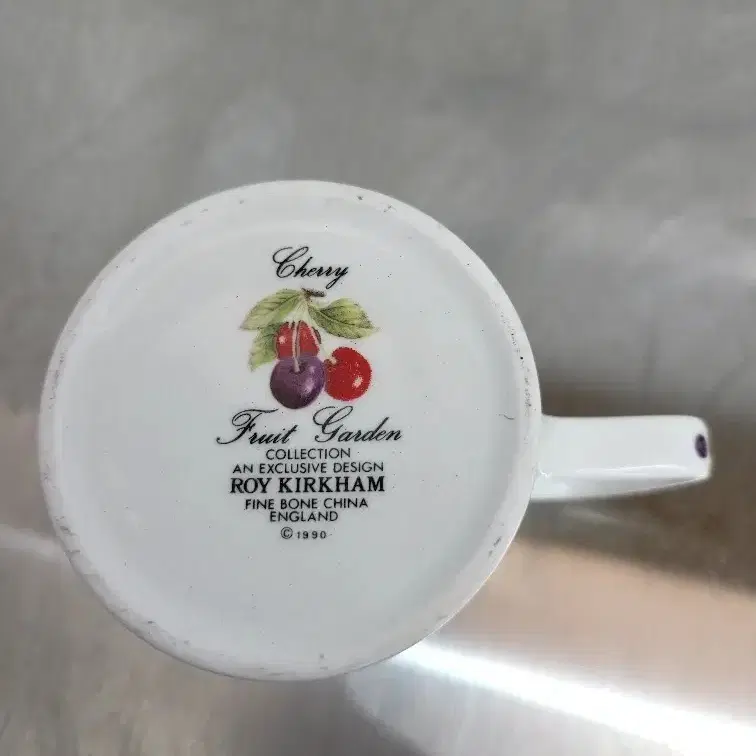 Cherry
Fruit Garden
COLLECTION
AN EXCLUSIVE DESIGN
ROY KIRKHAM
FINE BONE CHINA
ENGLAND
© 1990